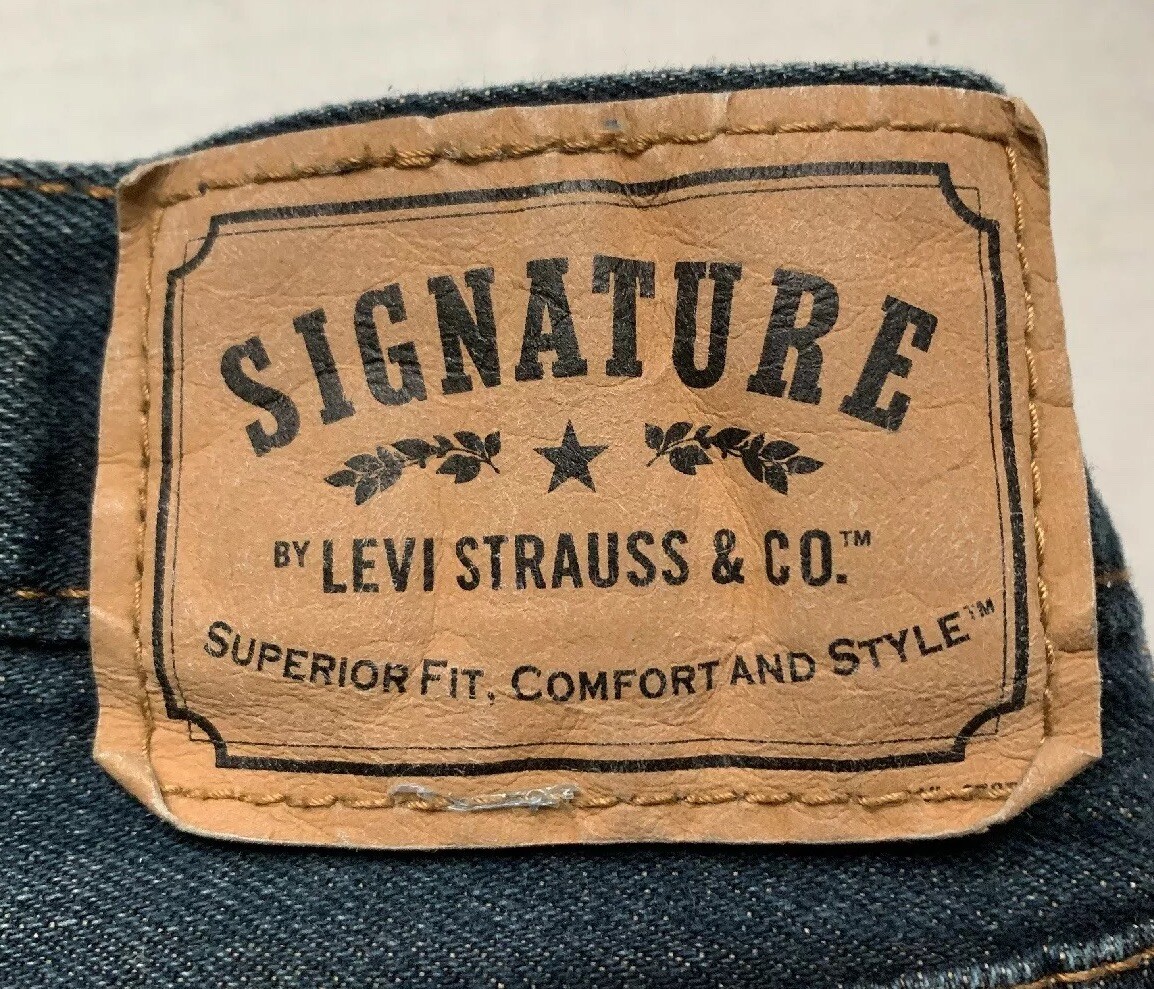 SIGNATURE
BY LEVI STRAUSS & CO.™
SUPERIOR FIT, COMFORT AND STYLE™